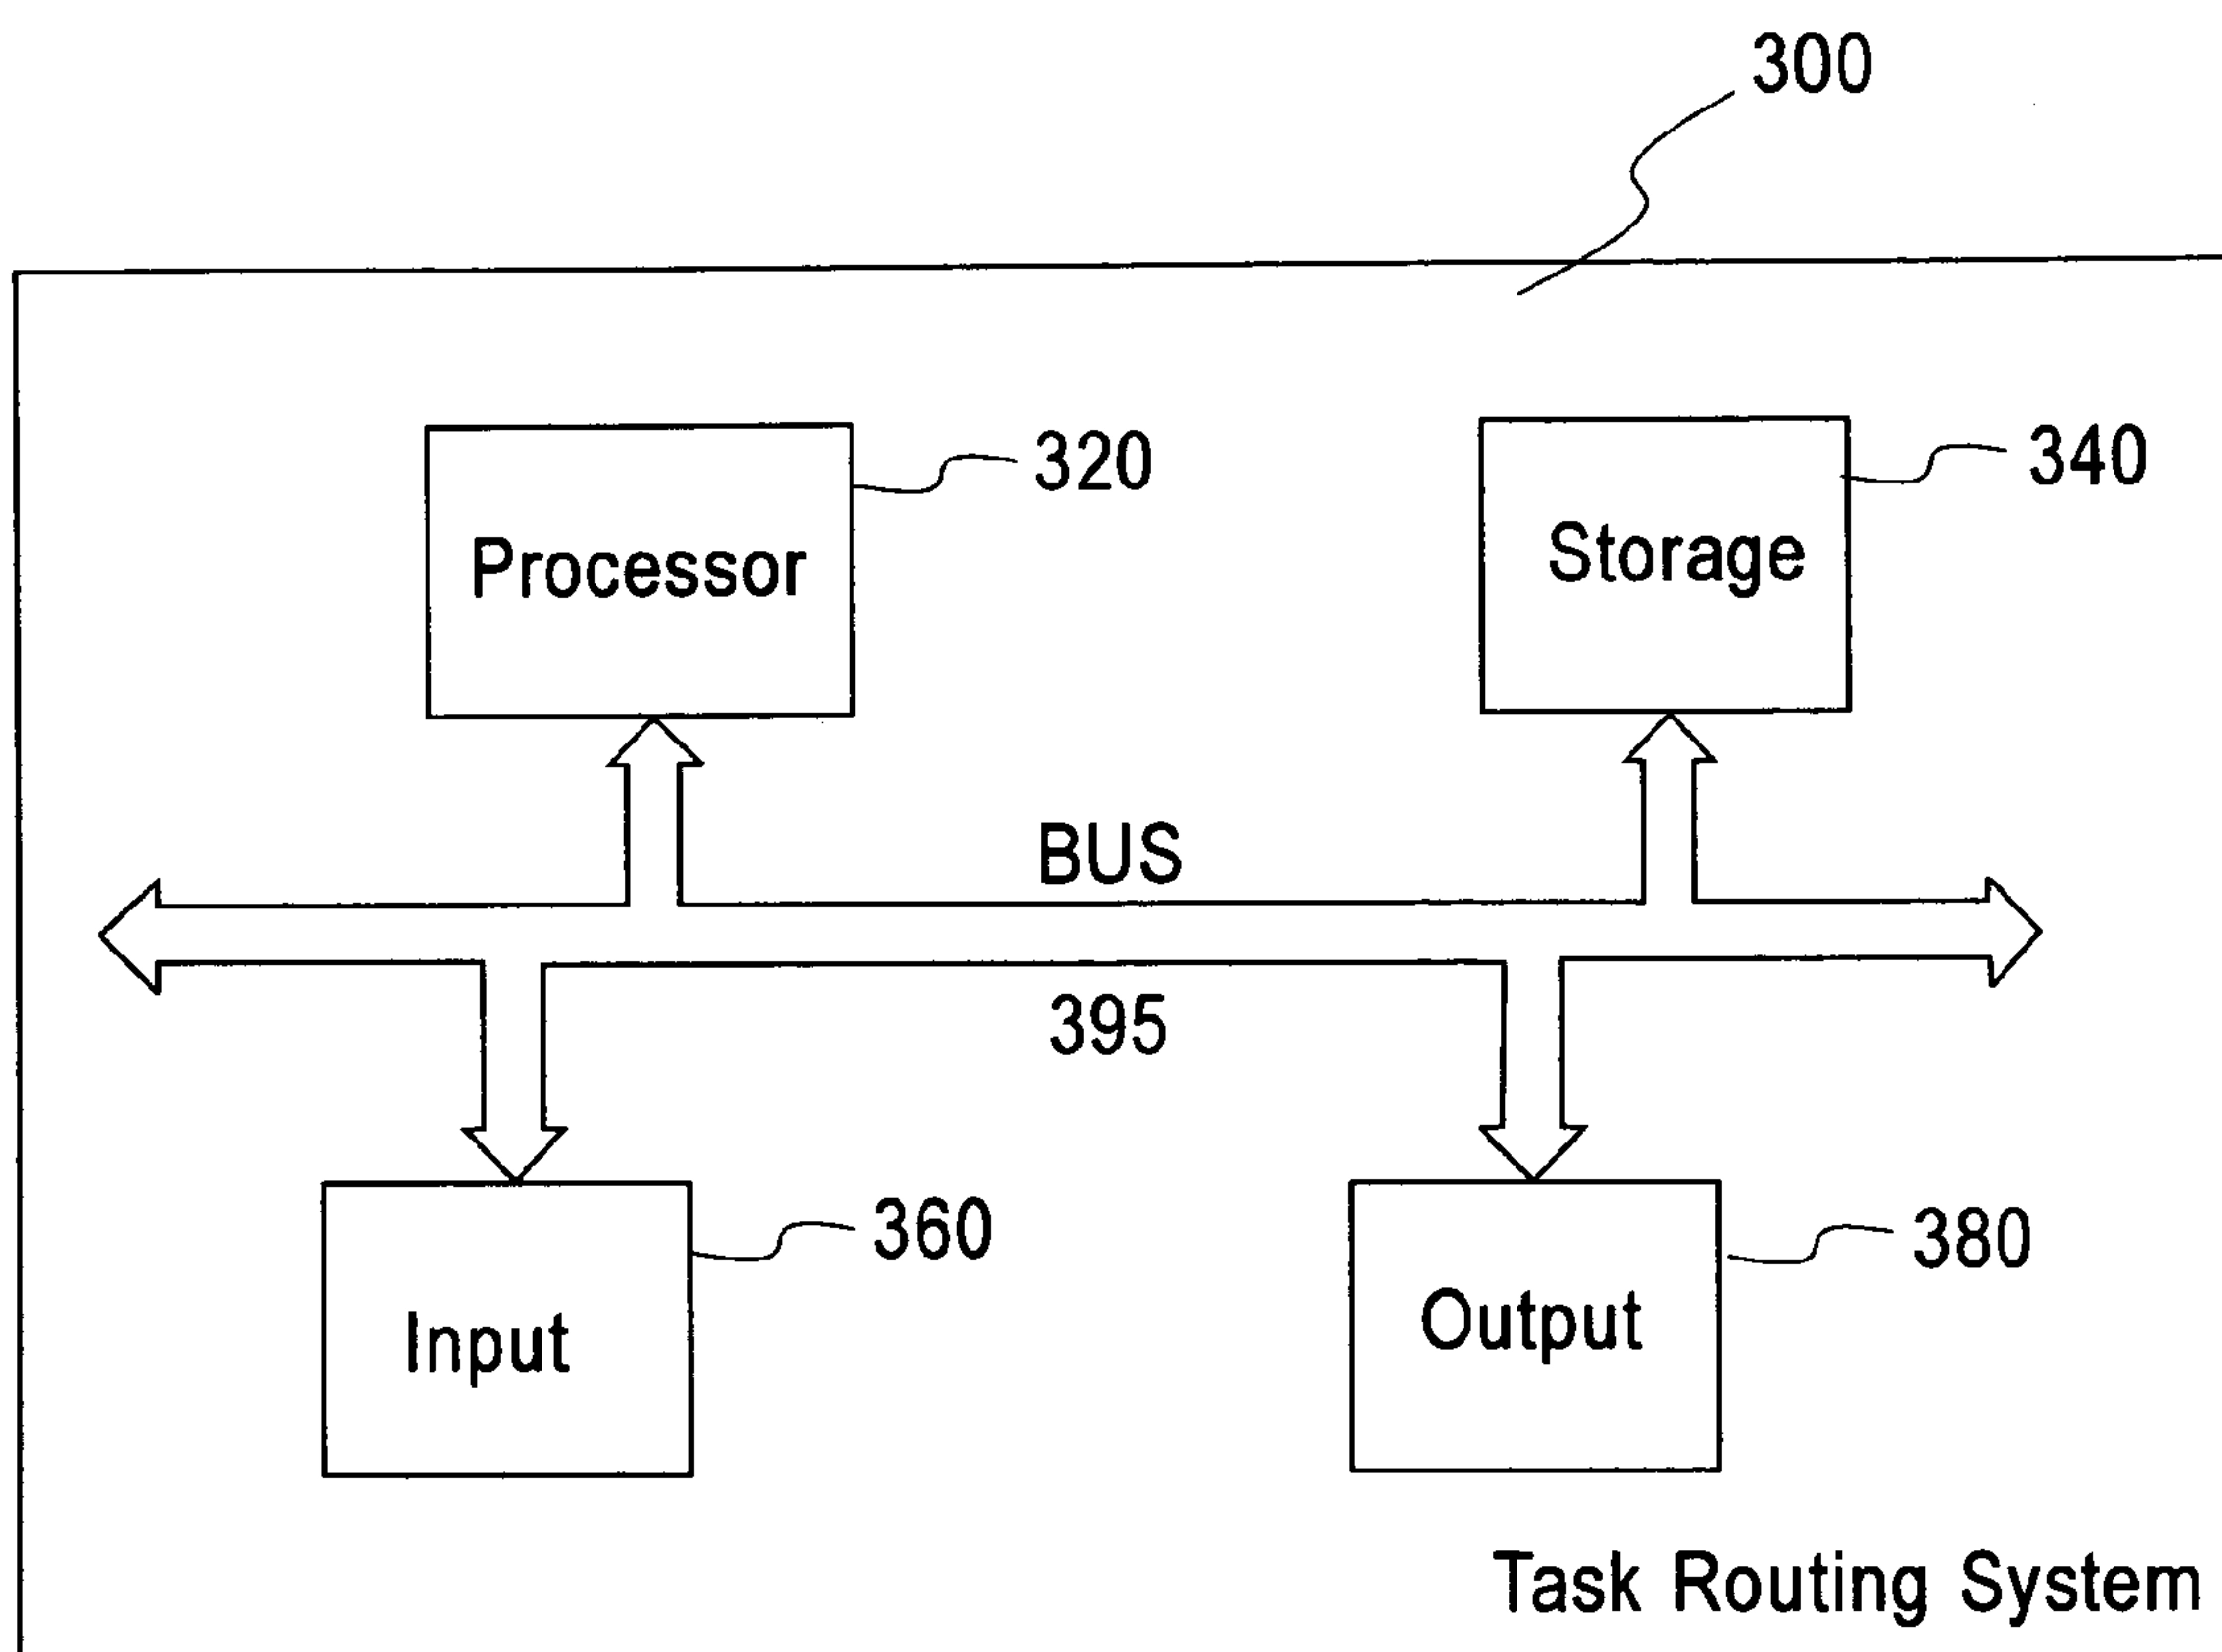 300
320
340
Processor
Storage
BUS
395
360
380
Input
Output
Task Routing System